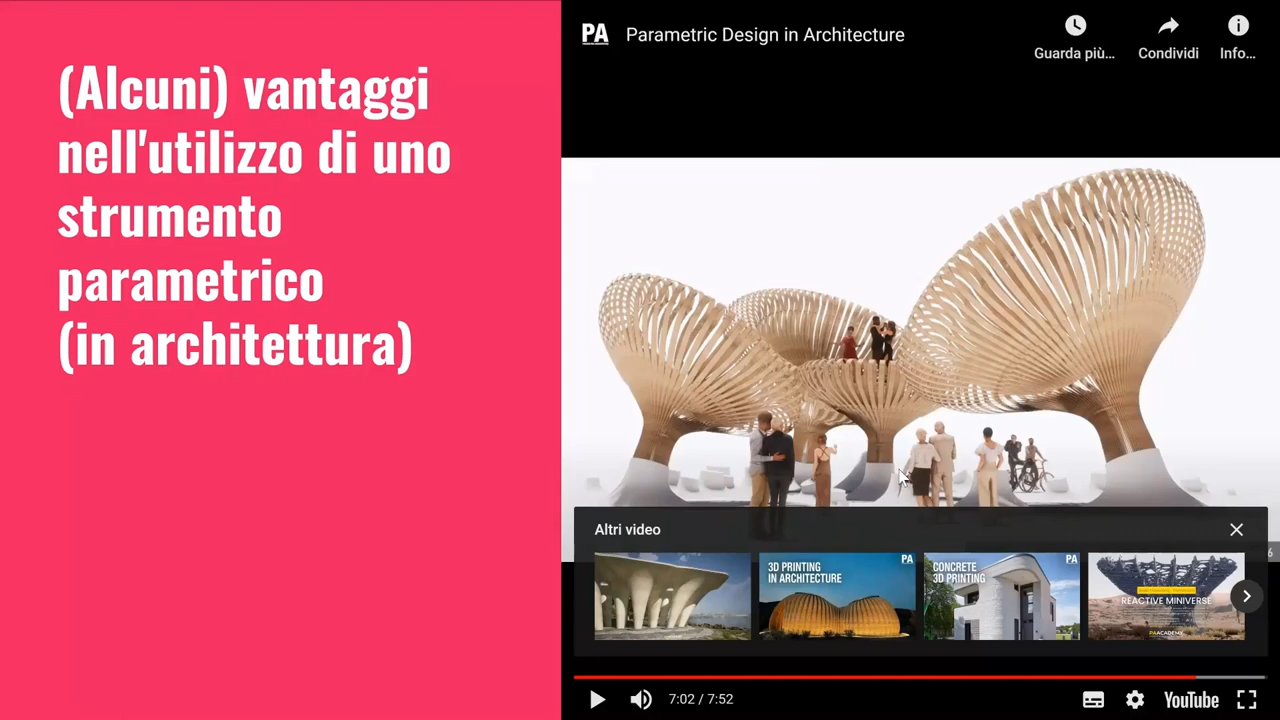 (Alcuni) vantaggi
nell'utilizzo di uno
strumento
parametrico
(in architettura)
PA
Parametric Design in Architecture
Guarda più...
Condividi
Info...
Altri video
3D PRINTING
IN ARCHITECTURE
PA
CONCRETE
3D PRINTING
PA
REACTIVE MINIVERSE
PAACADEMY
7:02 / 7:52
YouTube